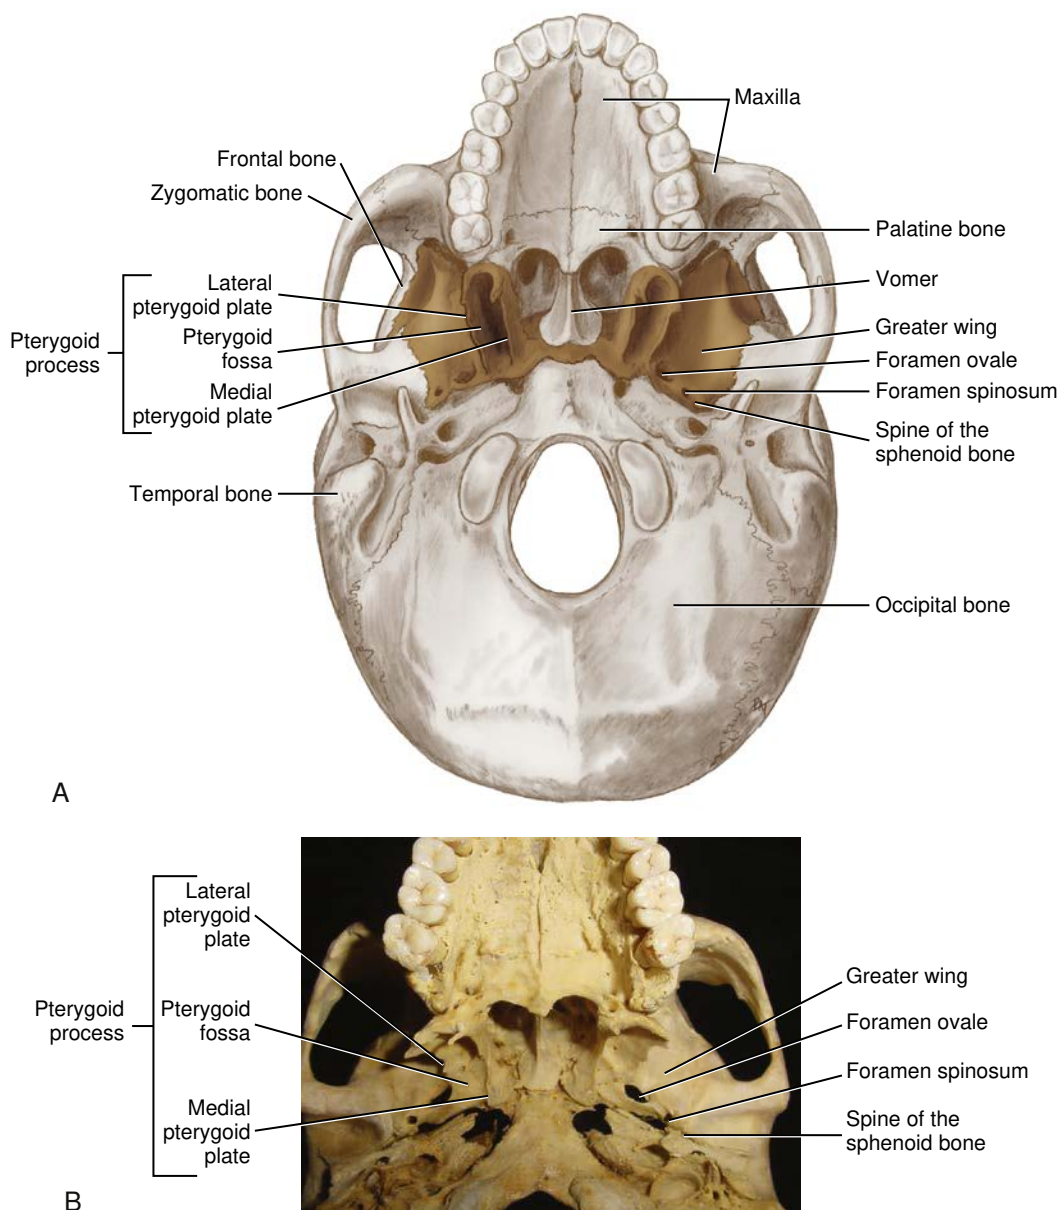 Maxilla
Frontal bone
Zygomatic bone
Palatine bone
Lateral
pterygoid plate
Vomer
Pterygoid
process
Pterygoid
fossa
Greater wing
Foramen ovale
Medial
pterygoid plate
Foramen spinosum
Spine of the
sphenoid bone
Temporal bone
Occipital bone
A
Lateral
pterygoid
plate
Pterygoid
process
Pterygoid
fossa
Medial
pterygoid
plate
Greater wing
Foramen ovale
Foramen spinosum
Spine of the
sphenoid bone
B